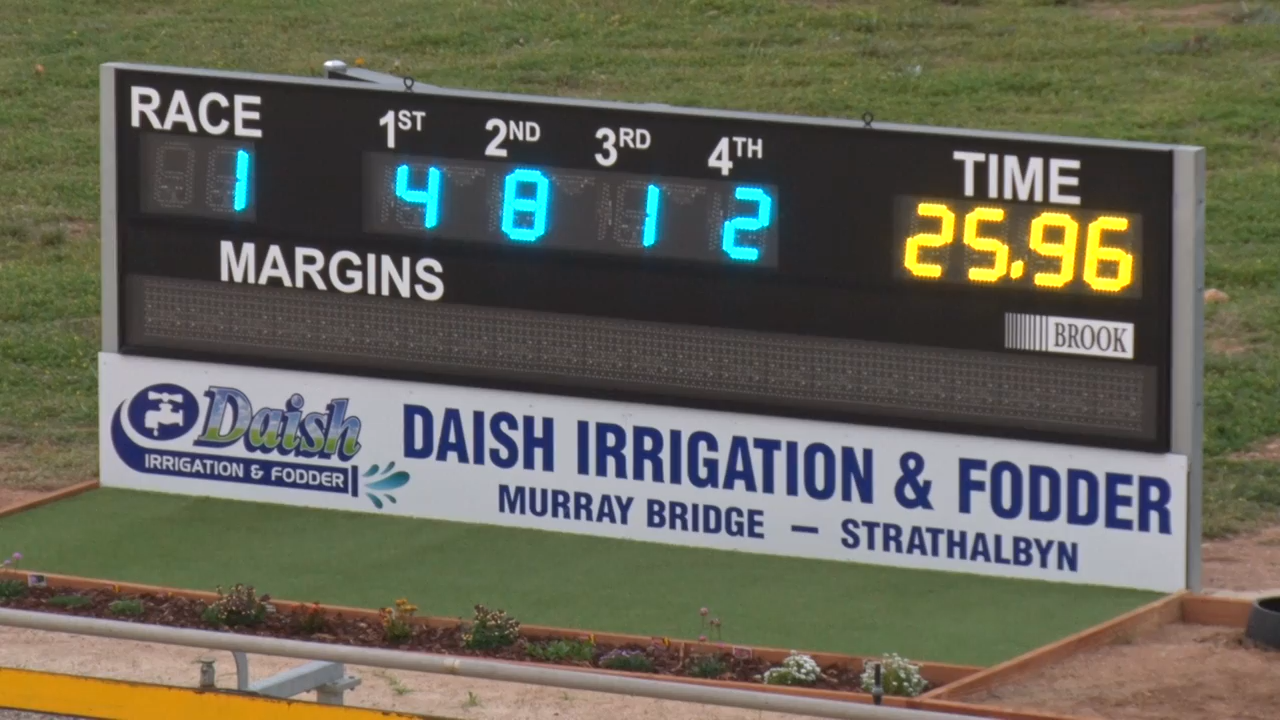 RACE 1ST 2ND 3RD 4TH TIME
1 4 8 1 2 25.96
MARGINS
BROOK
Daish
IRRIGATION & FODDER
DAISH IRRIGATION & FODDER
MURRAY BRIDGE — STRATHALBYN